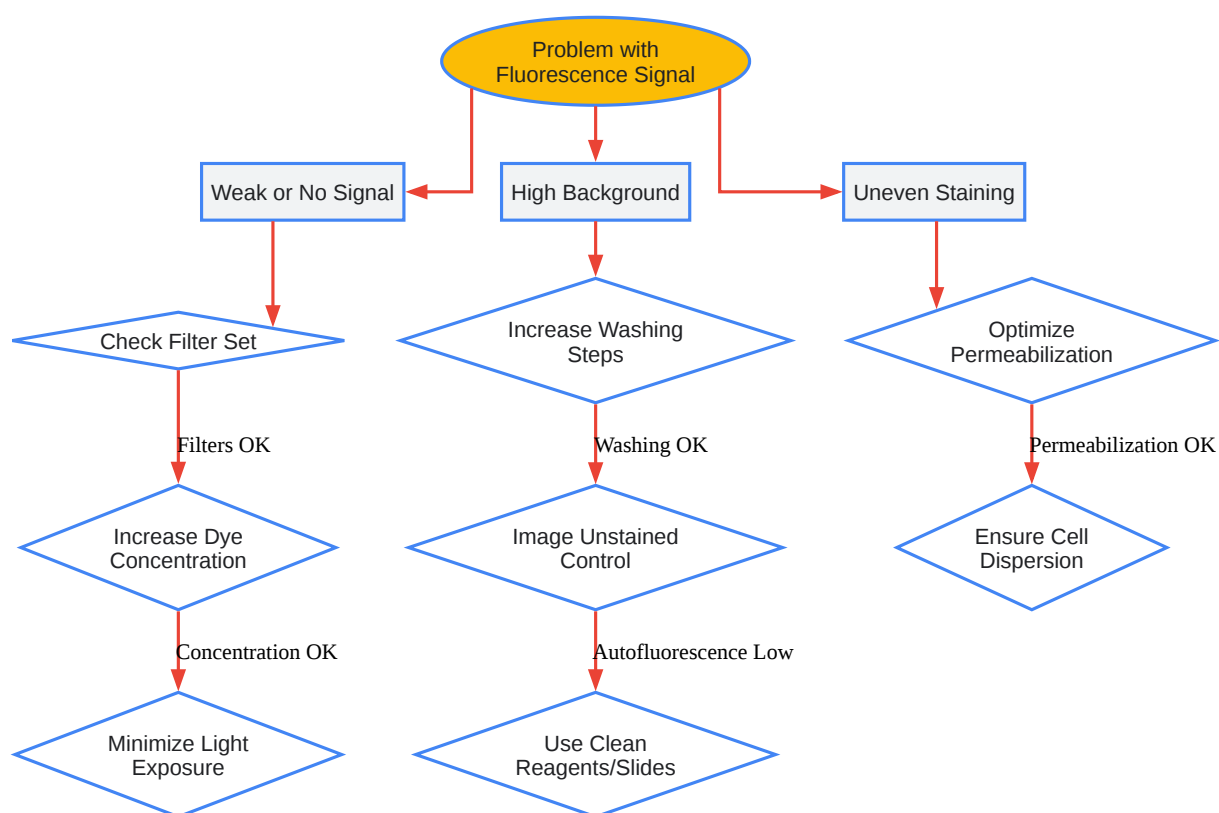 Problem with
Fluorescence Signal
Weak or No Signal
High Background
Uneven Staining
Check Filter Set
Increase Washing
Steps
Optimize
Permeabilization
Filters OK
Washing OK
Permeabilization OK
Increase Dye
Concentration
Image Unstained
Control
Ensure Cell
Dispersion
Concentration OK
Autofluorescence Low
Minimize Light
Exposure
Use Clean
Reagents/Slides